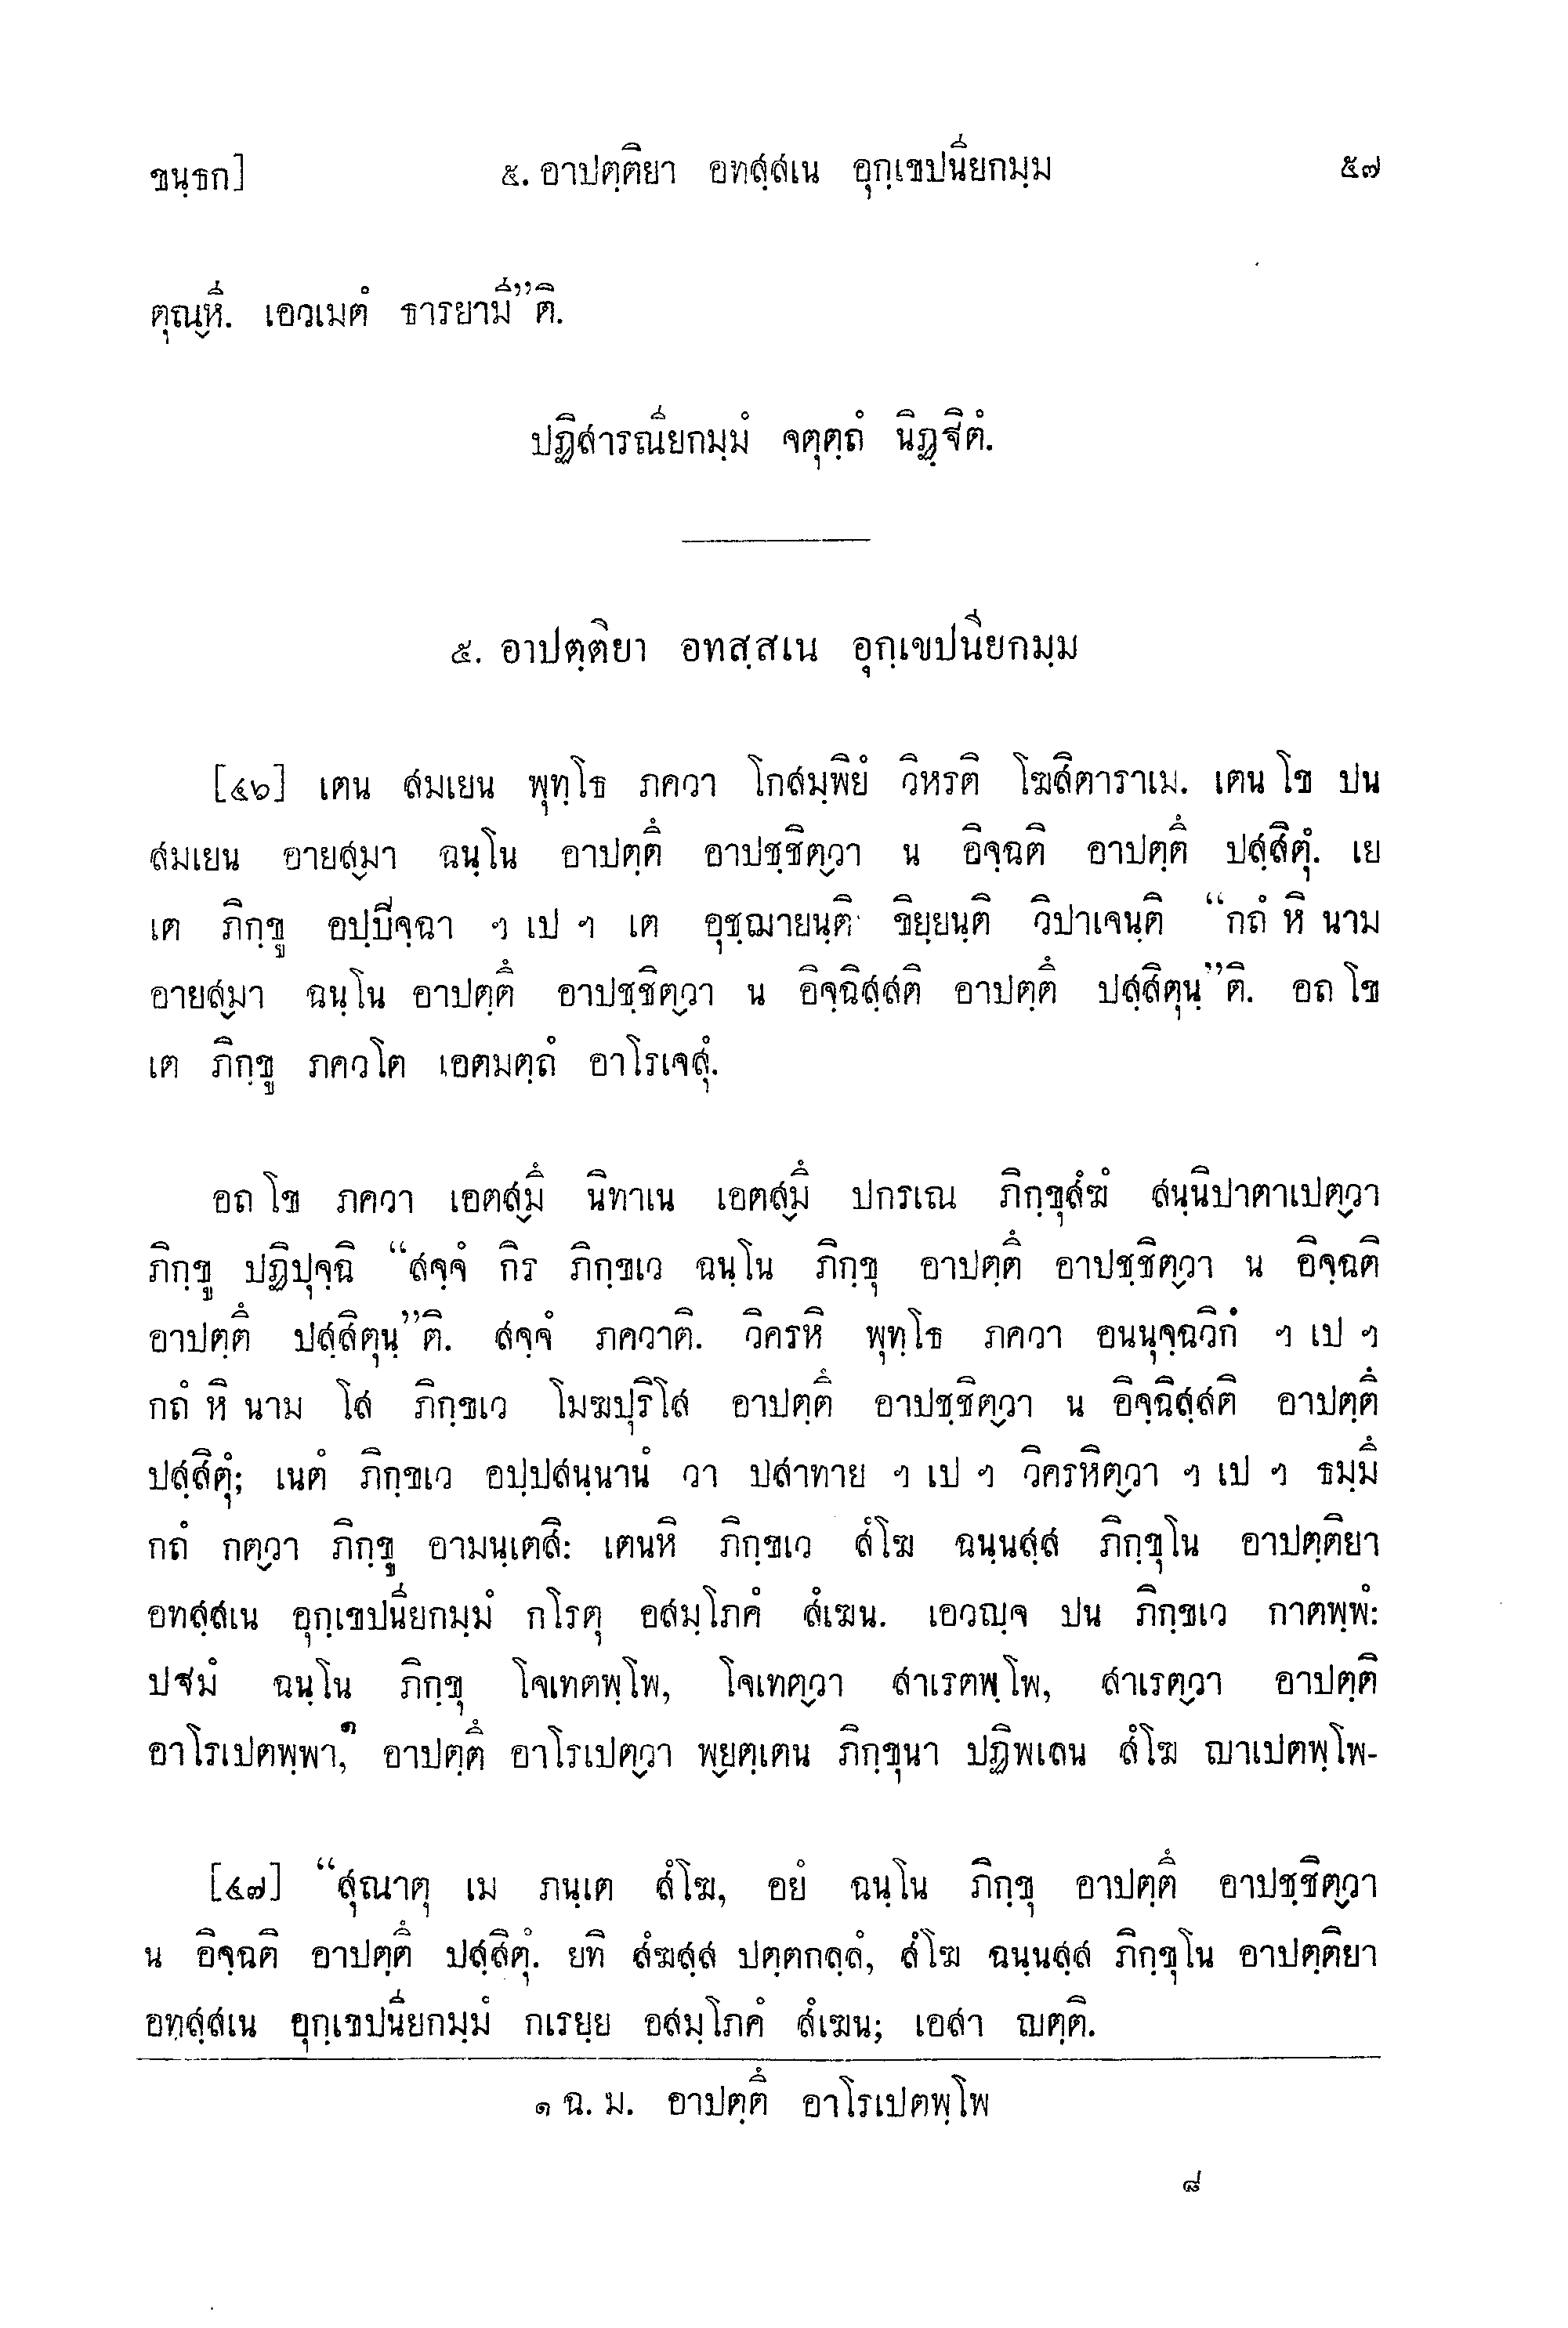 ขนฺธก] ๕. อาปตฺติยา อทสฺสเน อุกฺเขปนียกมฺม ๕๗
ตุณฺหี. เอวเมตํ ธารยามี”ติ.
ปฏิสารณียกมฺมํ จตุตฺถํ นิฏฺฐิตํ.
๕. อาปตฺติยา อทสฺสเน อุกฺเขปนียกมฺม
[๔๖] เตน สมเยน พุทฺโธ ภควา โกสมฺพิยํ วิหรติ โฆสิตาราเม. เตน โข ปน
สมเยน อายสฺมา ฉนฺโน อาปตฺตึ อาปชฺชิตฺวา น อิจฺฉติ อาปตฺตึ ปสฺสิตุํ. เย
เต ภิกฺขู อปฺปิจฺฉา ฯ เป ฯ เต อุชฺฌายนฺติ ขิยฺยนฺติ วิปาเจนฺติ “กถํ หิ นาม
อายสฺมา ฉนฺโน อาปตฺตึ อาปชฺชิตฺวา น อิจฺฉิสฺสติ อาปตฺตึ ปสฺสิตุนฺ”ติ. อถ โข
เต ภิกฺขู ภควโต เอตมตฺถํ อาโรเจสุํ.
อถ โข ภควา เอตสฺมึ นิทาเน เอตสฺมึ ปกรเณ ภิกฺขุสํฆํ สนฺนิปาตาเปตฺวา
ภิกฺขู ปฏิปุจฺฉิ “สจฺจํ กิร ภิกฺขเว ฉนฺโน ภิกฺขุ อาปตฺตึ อาปชฺชิตฺวา น อิจฺฉติ
อาปตฺตึ ปสฺสิตุนฺ”ติ. สจฺจํ ภควาติ. วิครหิ พุทฺโธ ภควา อนนุจฺฉวิกํ ฯ เป ฯ
กถํ หิ นาม โส ภิกฺขเว โมฆปุริโส อาปตฺตึ อาปชฺชิตฺวา น อิจฺฉิสฺสติ อาปตฺตึ
ปสฺสิตุํ; เนตํ ภิกฺขเว อปฺปสนฺนานํ วา ปสาทาย ฯ เป ฯ วิครหิตฺวา ฯ เป ฯ ธมฺมึ
กถํ กตฺวา ภิกฺขู อามนฺเตสิ: เตนหิ ภิกฺขเว สํโฆ ฉนฺนสฺส ภิกฺขุโน อาปตฺติยา
อทสฺสเน อุกฺเขปนียกมฺมํ กโรตุ อสมฺโภคํ สํเฆน. เอวญฺจ ปน ภิกฺขเว กาตพฺพํ:
ปฐมํ ฉนฺโน ภิกฺขุ โจเทตพฺโพ, โจเทตฺวา สาเรตพฺโพ, สาเรตฺวา อาปตฺติ
อาโรเปตพฺพา,๑ อาปตฺตึ อาโรเปตฺวา พฺยตฺเตน ภิกฺขุนา ปฏิพเลน สํโฆ ญาเปตพฺโพ-
[๔๗] “สุณาตุ เม ภนฺเต สํโฆ, อยํ ฉนฺโน ภิกฺขุ อาปตฺตึ อาปชฺชิตฺวา
น อิจฺฉติ อาปตฺตึ ปสฺสิตุํ. ยทิ สํฆสฺส ปตฺตกลฺลํ, สํโฆ ฉนฺนสฺส ภิกฺขุโน อาปตฺติยา
อทสฺสเน อุกฺเขปนียกมฺมํ กเรยฺย อสมฺโภคํ สํเฆน; เอสา ญตฺติ.
๑ ฉ. ม. อาปตฺตึ อาโรเปตพฺโพ
๘